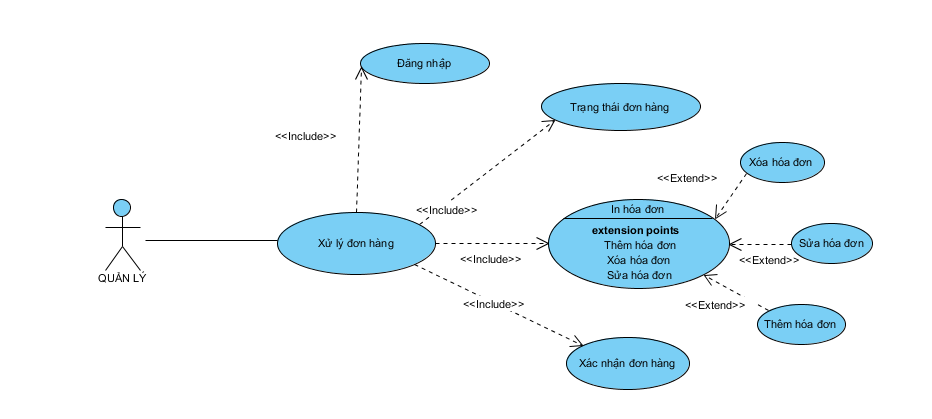 Đăng nhập
Trạng thái đơn hàng
<<Include>>
Xóa hóa đơn
<<Extend>>
<<Include>>
In hóa đơn
extension points
Thêm hóa đơn
Xóa hóa đơn
Sửa hóa đơn
Xử lý đơn hàng
Sửa hóa đơn
<<Include>>
<<Extend>>
QUẢN LÝ
<<Include>>
<<Extend>>
Thêm hóa đơn
Xác nhận đơn hàng